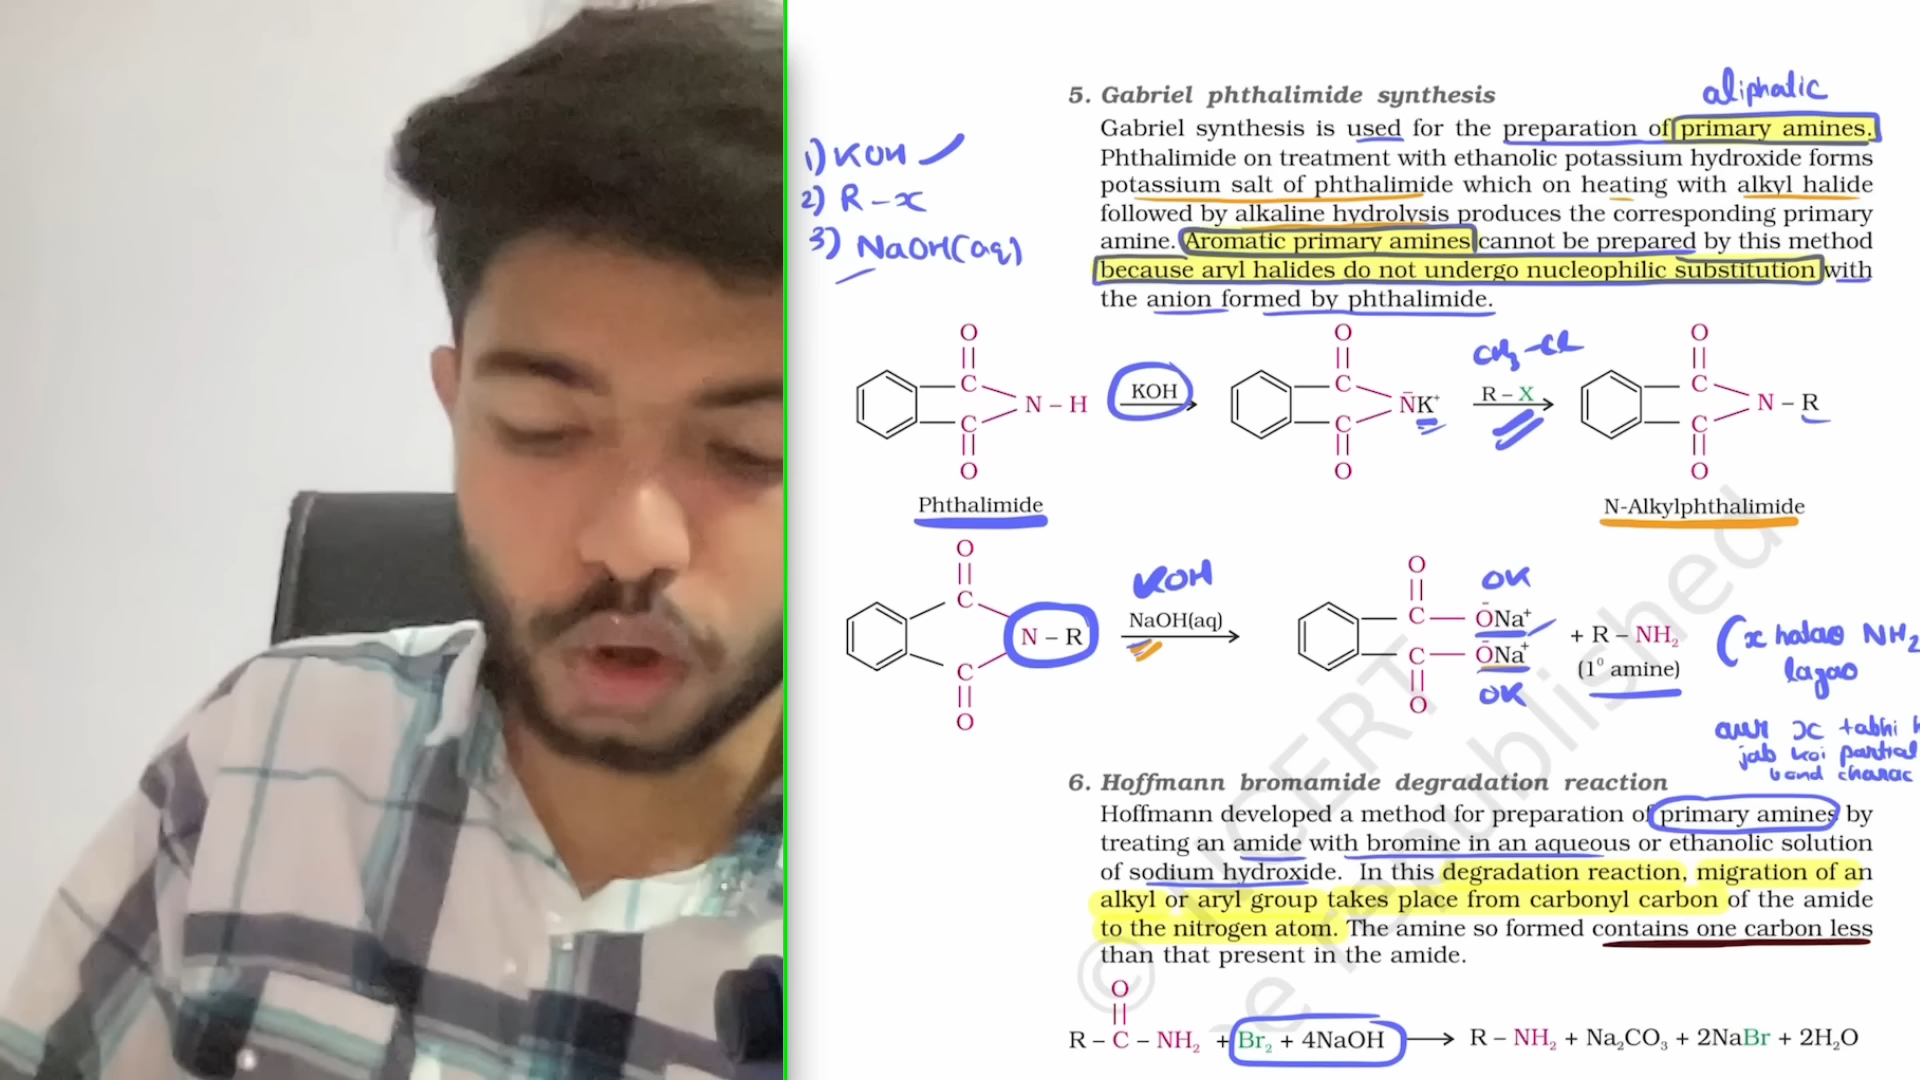 5. Gabriel phthalimide synthesis
aliphatic
Gabriel synthesis is used for the preparation of primary amines.
Phthalimide on treatment with ethanolic potassium hydroxide forms
potassium salt of phthalimide which on heating with alkyl halide
followed by alkaline hydrolysis produces the corresponding primary
amine. Aromatic primary amines cannot be prepared by this method
because aryl halides do not undergo nucleophilic substitution with
the anion formed by phthalimide.
1) KOH
2) R - x
3) NaOH(aq)
O
C
N – H
C
O
KOH
O
C
N̄K⁺
C
O
CH₃-Cl
R – X
O
C
N – R
C
O
Phthalimide
N-Alkylphthalimide
O
C
N – R
C
O
KOH
NaOH(aq)
O
OK
C — ŌNa⁺
C — ŌNa⁺
OK
O
+ R – NH₂
(1⁰ amine)
(x hatao NH₂
lagao
aur x tabhi
jab koi partial
bond charac
6. Hoffmann bromamide degradation reaction
Hoffmann developed a method for preparation of primary amines by
treating an amide with bromine in an aqueous or ethanolic solution
of sodium hydroxide. In this degradation reaction, migration of an
alkyl or aryl group takes place from carbonyl carbon of the amide
to the nitrogen atom. The amine so formed contains one carbon less
than that present in the amide.
O
R – C – NH₂ + Br₂ + 4NaOH ⟶ R – NH₂ + Na₂CO₃ + 2NaBr + 2H₂O
© NCERT
be republished